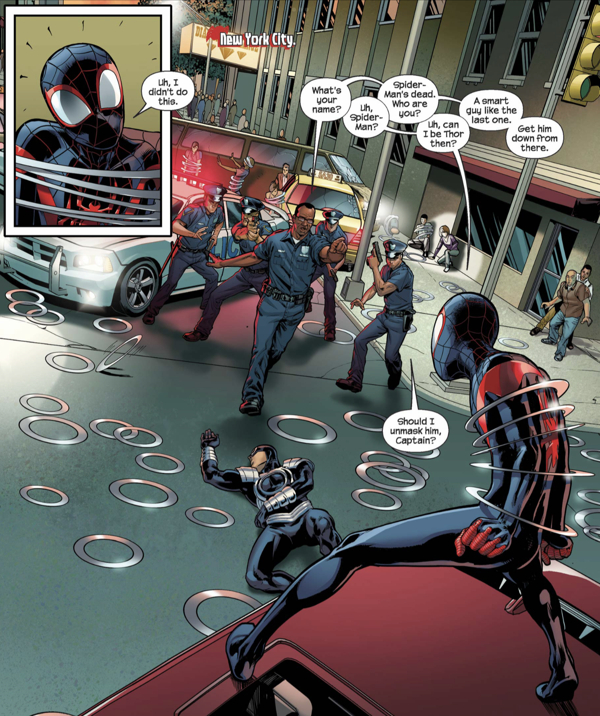 Uh, I
didn't do
this.
New York City.
What's
your
name?
Uh,
Spider-
Man?
Spider-
Man's dead.
Who are
you?
Uh, can
I be Thor
then?
A smart
guy like the
last one.
Get him
down from
there.
Should I
unmask him,
Captain?